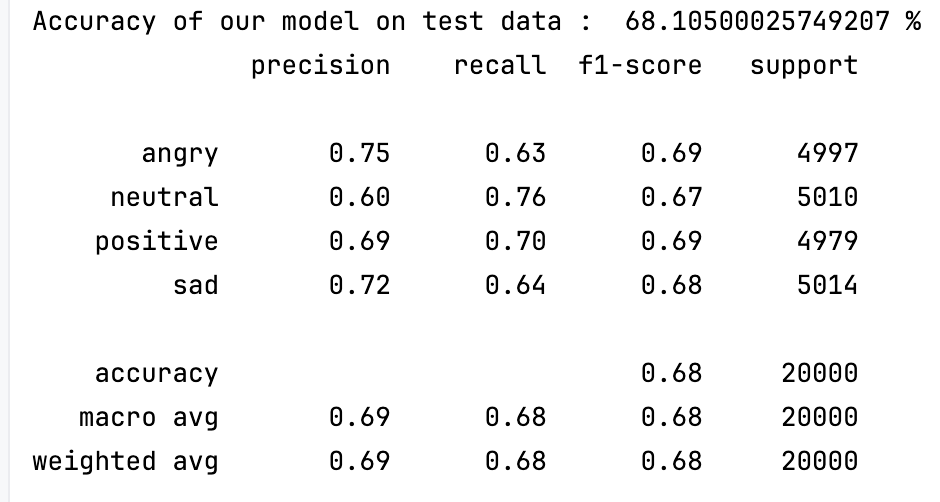 Accuracy of our model on test data :  68.10500025749207 %
              precision    recall  f1-score   support

       angry       0.75      0.63      0.69      4997
     neutral       0.60      0.76      0.67      5010
    positive       0.69      0.70      0.69      4979
         sad       0.72      0.64      0.68      5014

    accuracy                           0.68     20000
   macro avg       0.69      0.68      0.68     20000
weighted avg       0.69      0.68      0.68     20000